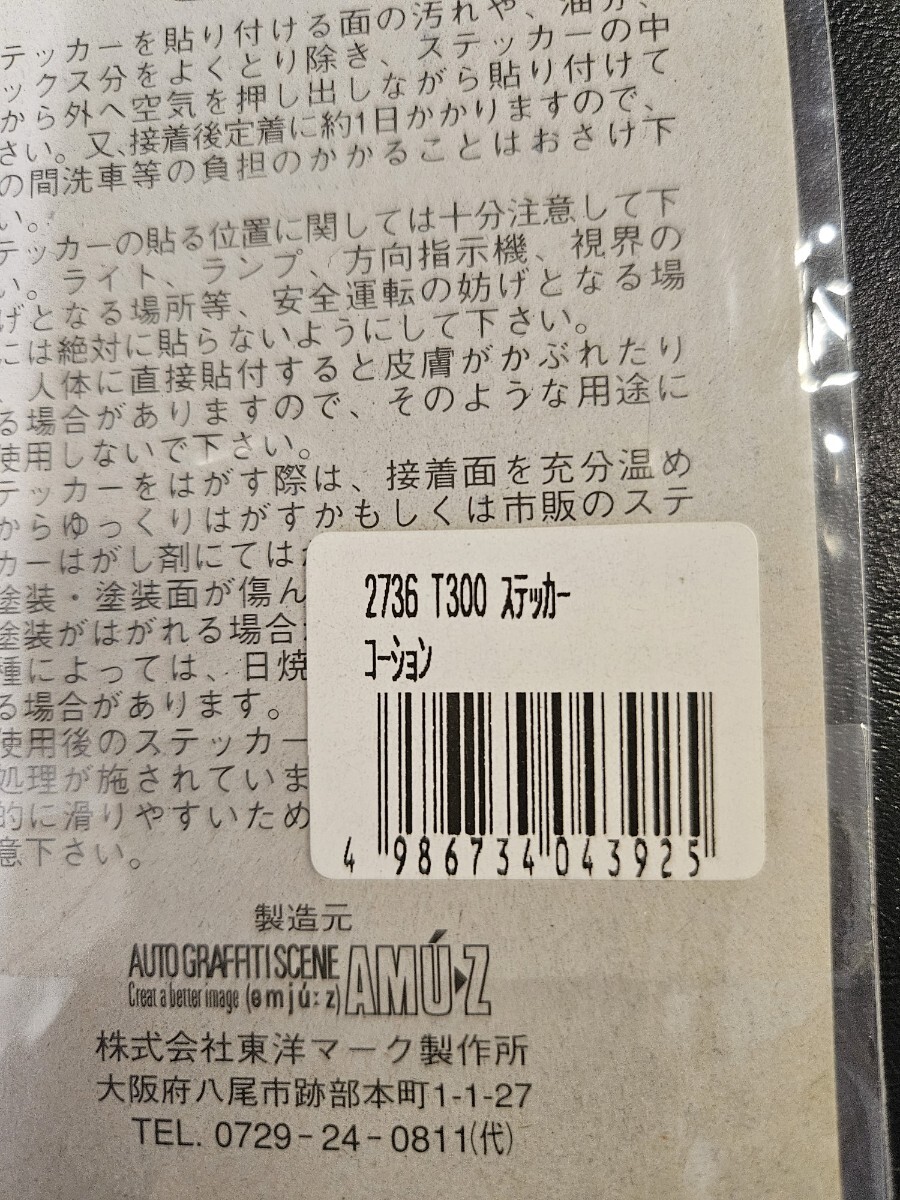 テッカーを貼り付ける面の汚れや、油分、
ックス分をよくとり除き、ステッカーの中
から外へ空気を押し出しながら貼り付けて
さい。又、接着後定着に約1日かかりますので、
の間洗車等の負担のかかることはおさけ下
い。
テッカーの貼る位置に関しては十分注意して下
い。ライト、ランプ、方向指示機、視界の
げとなる場所等、安全運転の妨げとなる場
には絶対に貼らないようにして下さい。
、人体に直接貼付すると皮膚がかぶれたり
る場合がありますので、そのような用途に
使用しないで下さい。
テッカーをはがす際は、接着面を充分温め
からゆっくりはがすかもしくは市販のステ
カーはがし剤にては
塗装・塗装面が傷ん
塗装がはがれる場合
種によっては、日焼
る場合があります。
使用後のステッカー
処理が施されていま
的に滑りやすいため
意下さい。
2736 T300 ｽﾃｯｶｰ
ｺｰｼｮﾝ
4 986734 043925
製造元
AUTO GRAFFITI SCENE
Creat a better image (əmjú:z)
AMÚ·Z
株式会社東洋マーク製作所
大阪府八尾市跡部本町1-1-27
TEL. 0729-24-0811(代)